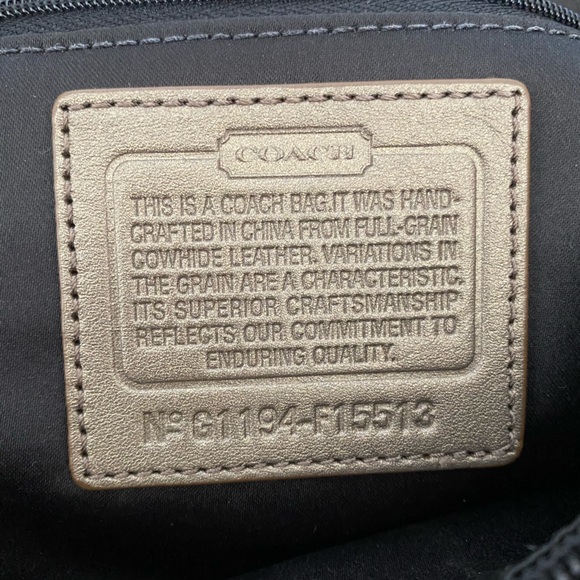 COACH
THIS IS A COACH BAG.IT WAS HAND-
CRAFTED IN CHINA FROM FULL-GRAIN
COWHIDE LEATHER. VARIATIONS IN
THE GRAIN ARE A CHARACTERISTIC.
ITS SUPERIOR CRAFTSMANSHIP
REFLECTS OUR COMMITMENT TO
ENDURING QUALITY.
Nº G1194-F15513